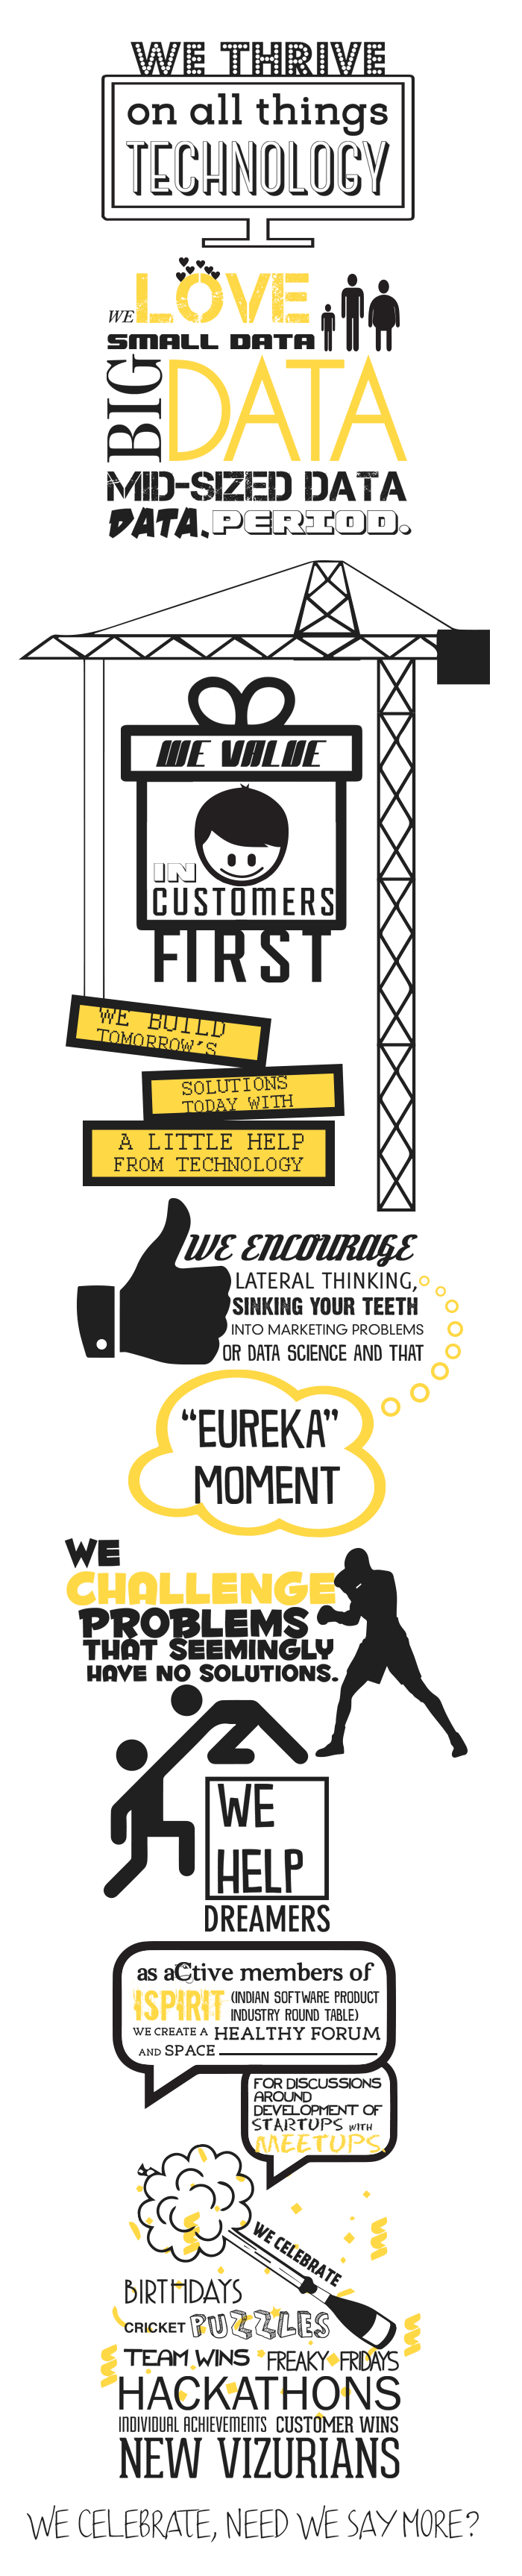 WE THRIVE
on all things
TECHNOLOGY
WE LOVE
SMALL DATA
BIG DATA
MID-SIZED DATA
DATA. PERIOD.
WE VALUE
IN
CUSTOMERS
FIRST
WE BUILD
TOMORROW'S
SOLUTIONS
TODAY WITH
A LITTLE HELP
FROM TECHNOLOGY
WE ENCOURAGE
LATERAL THINKING,
SINKING YOUR TEETH
INTO MARKETING PROBLEMS
OR DATA SCIENCE AND THAT
“EUREKA”
MOMENT
WE
CHALLENGE
PROBLEMS
THAT SEEMINGLY
HAVE NO SOLUTIONS.
WE
HELP
DREAMERS
as aCtive members of
ISPIRIT (INDIAN SOFTWARE PRODUCT
INDUSTRY ROUND TABLE)
WE CREATE A HEALTHY FORUM
AND SPACE
FOR DISCUSSIONS
AROUND
DEVELOPMENT OF
STARTUPS WITH
MEETUPS.
WE CELEBRATE
BIRTHDAYS
CRICKET PUZZLES
TEAM WINS FREAKY FRIDAYS
HACKATHONS
INDIVIDUAL ACHIEVEMENTS CUSTOMER WINS
NEW VIZURIANS
WE CELEBRATE, NEED WE SAY MORE?